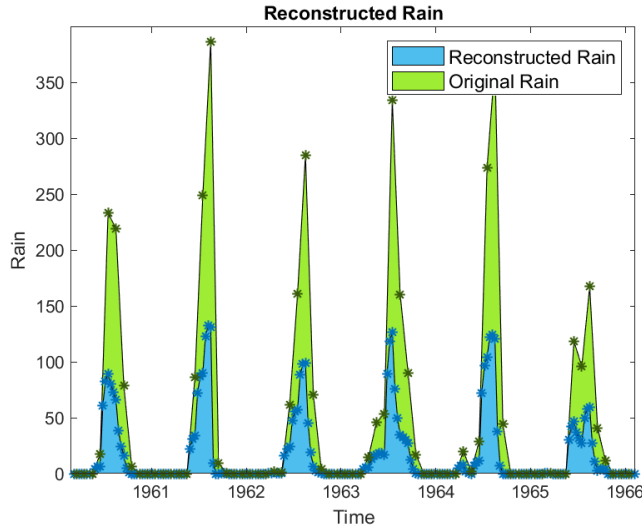 Reconstructed Rain
Reconstructed Rain
Original Rain
350
300
250
200
150
100
50
0
Rain
1961 1962 1963 1964 1965 1966
Time